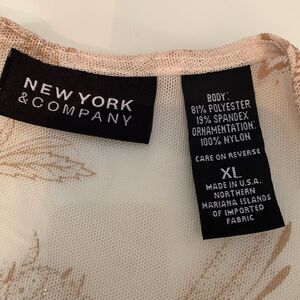 NEW YORK
& COMPANY
BODY:
81% POLYESTER
19% SPANDEX
ORNAMENTATION:
100% NYLON
CARE ON REVERSE
XL
MADE IN U.S.A.
NORTHERN
MARIANA ISLANDS
OF IMPORTED
FABRIC